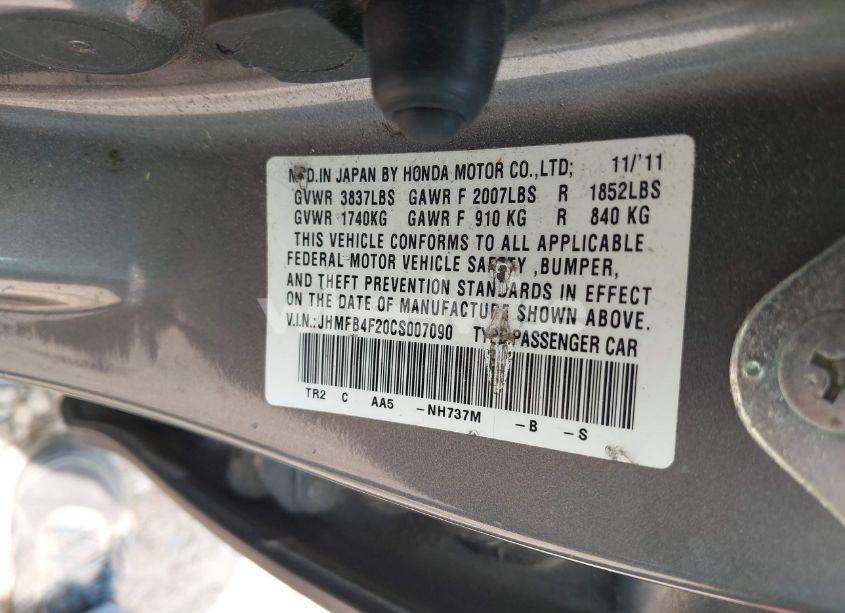 MFD.IN JAPAN BY HONDA MOTOR CO.,LTD; 11/'11
GVWR 3837LBS GAWR F 2007LBS R 1852LBS
GVWR 1740KG GAWR F 910 KG R 840 KG
THIS VEHICLE CONFORMS TO ALL APPLICABLE
FEDERAL MOTOR VEHICLE SAFETY ,BUMPER,
AND THEFT PREVENTION STANDARDS IN EFFECT
ON THE DATE OF MANUFACTURE SHOWN ABOVE.
V.I.N.:JHMFB4F20CS007090 TYPE:PASSENGER CAR
TR2 C AA5 -NH737M -B -S